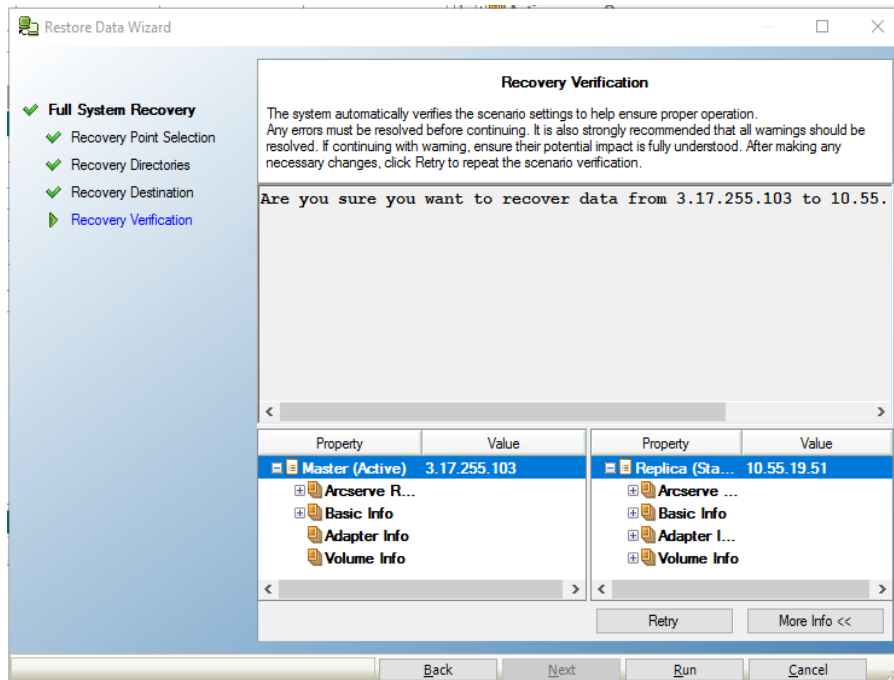 Restore Data Wizard
Full System Recovery
Recovery Point Selection
Recovery Directories
Recovery Destination
Recovery Verification
Recovery Verification
The system automatically verifies the scenario settings to help ensure proper operation.
Any errors must be resolved before continuing. It is also strongly recommended that all warnings should be
resolved. If continuing with warning, ensure their potential impact is fully understood. After making any
necessary changes, click Retry to repeat the scenario verification.
Are you sure you want to recover data from 3.17.255.103 to 10.55.
Property Value
Master (Active) 3.17.255.103
Arcserve R...
Basic Info
Adapter Info
Volume Info
Property Value
Replica (Sta... 10.55.19.51
Arcserve ...
Basic Info
Adapter I...
Volume Info
Retry More Info <<
Back Next Run Cancel